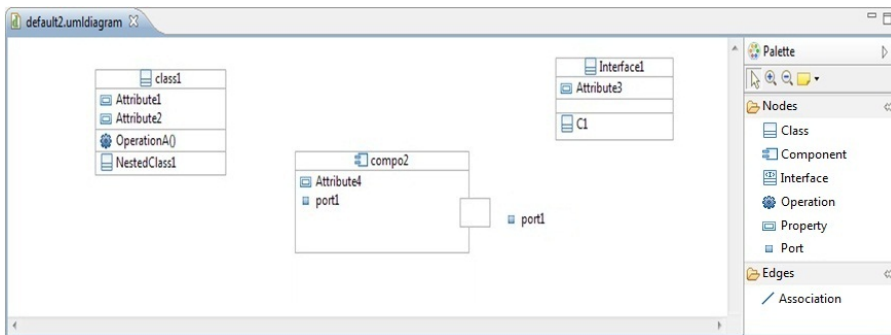 default2.umldiagram
class1
Attribute1
Attribute2
OperationA()
NestedClass1
Interface1
Attribute3
C1
compo2
Attribute4
port1
port1
Palette
Nodes
Class
Component
Interface
Operation
Property
Port
Edges
Association